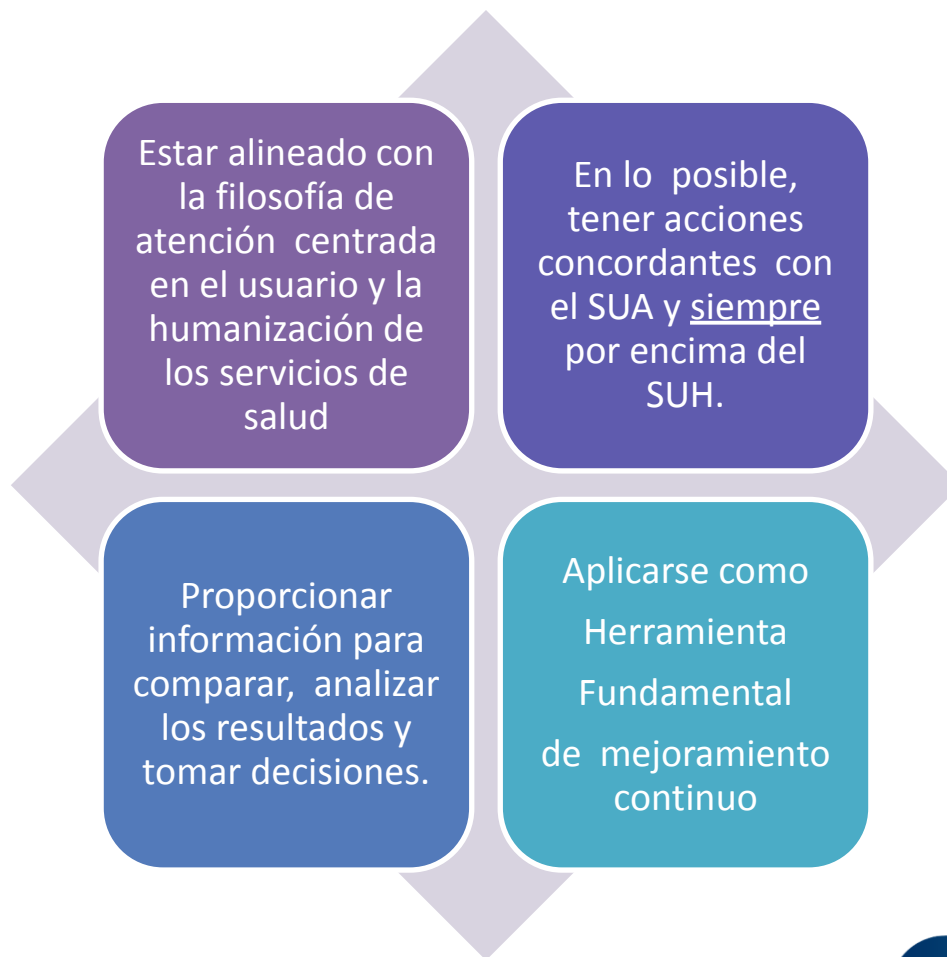 Estar alineado con
la filosofía de
atención centrada
en el usuario y la
humanización de
los servicios de
salud
En lo posible,
tener acciones
concordantes con
el SUA y siempre
por encima del
SUH.
Proporcionar
información para
comparar, analizar
los resultados y
tomar decisiones.
Aplicarse como
Herramienta
Fundamental
de mejoramiento
continuo